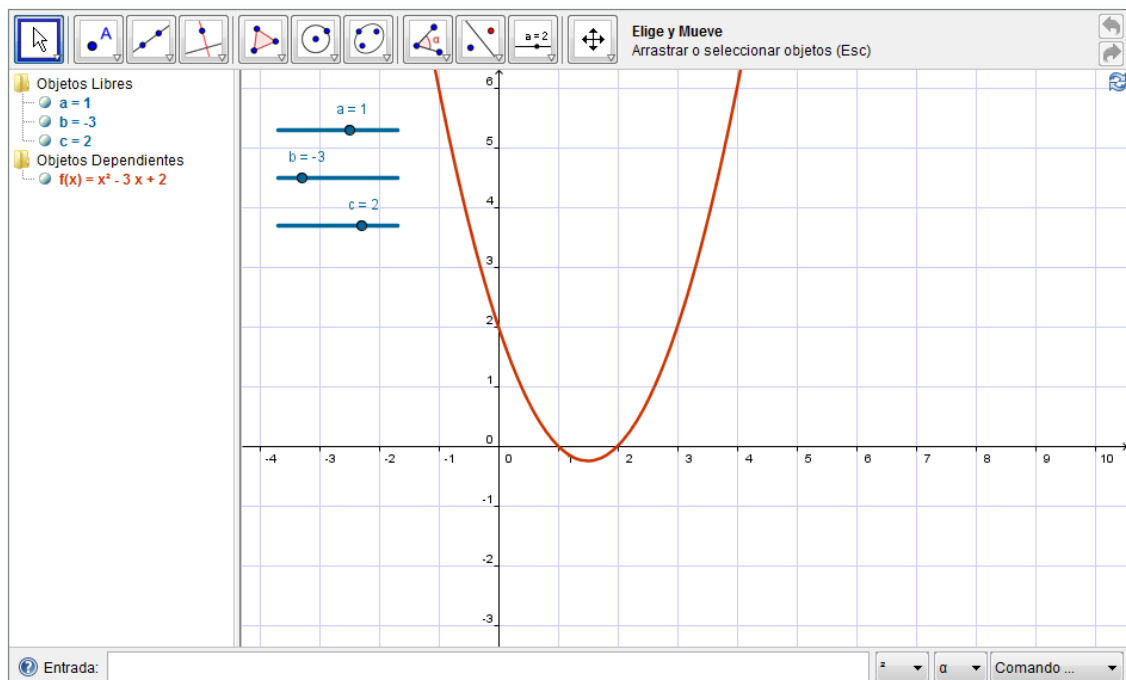 A
α
a = 2
Elige y Mueve
Arrastrar o seleccionar objetos (Esc)
Objetos Libres
a = 1
b = -3
c = 2
Objetos Dependientes
f(x) = x² - 3 x + 2
a = 1
b = -3
c = 2
6
5
4
3
2
1
0
-1
-2
-3
-4 -3 -2 -1 0 1 2 3 4 5 6 7 8 9 10
Entrada: ² α Comando ...